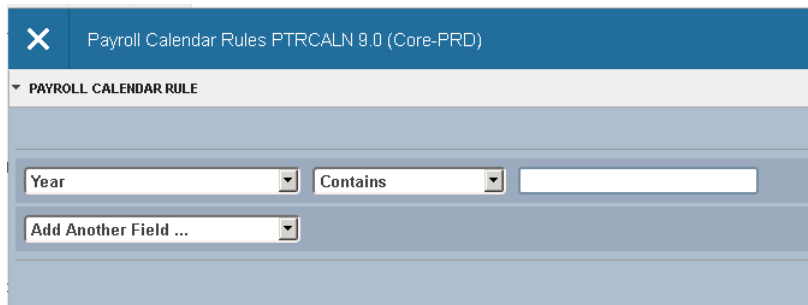 Payroll Calendar Rules PTRCALN 9.0 (Core-PRD)
PAYROLL CALENDAR RULE
Year Contains
Add Another Field ...